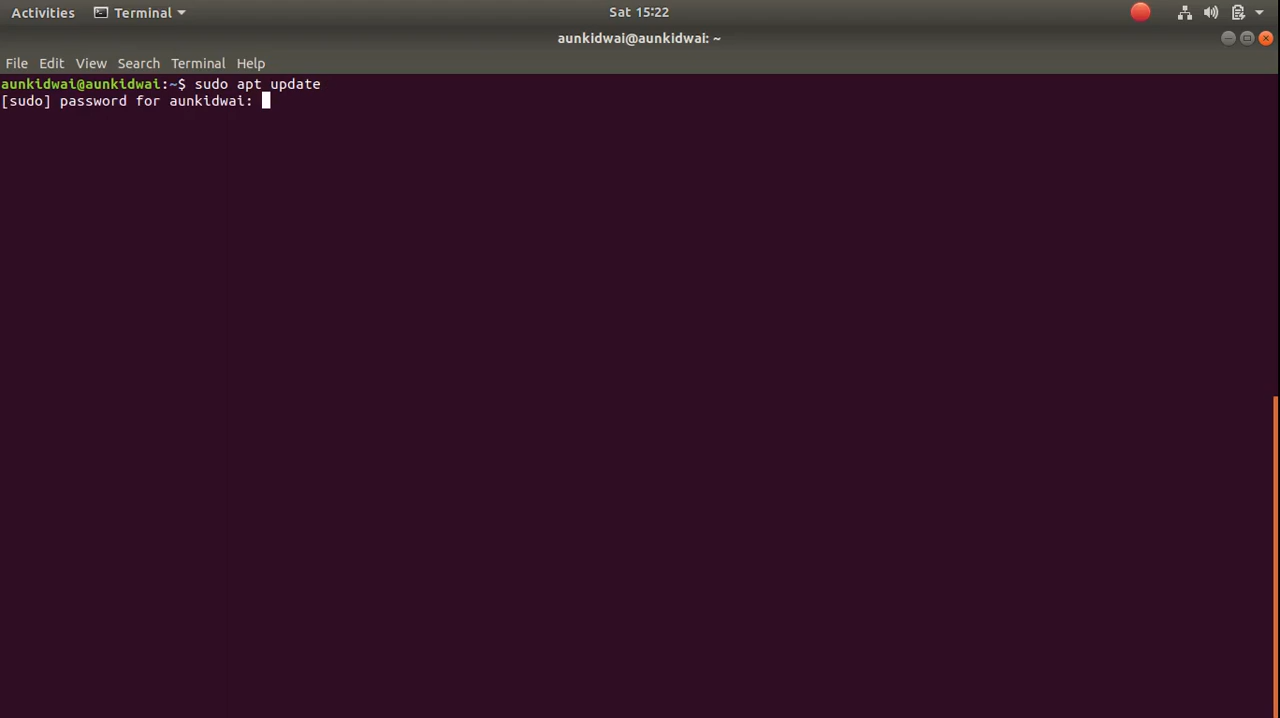 Activities Terminal Sat 15:22
aunkidwai@aunkidwai: ~
File Edit View Search Terminal Help
aunkidwai@aunkidwai:~$ sudo apt update
[sudo] password for aunkidwai: